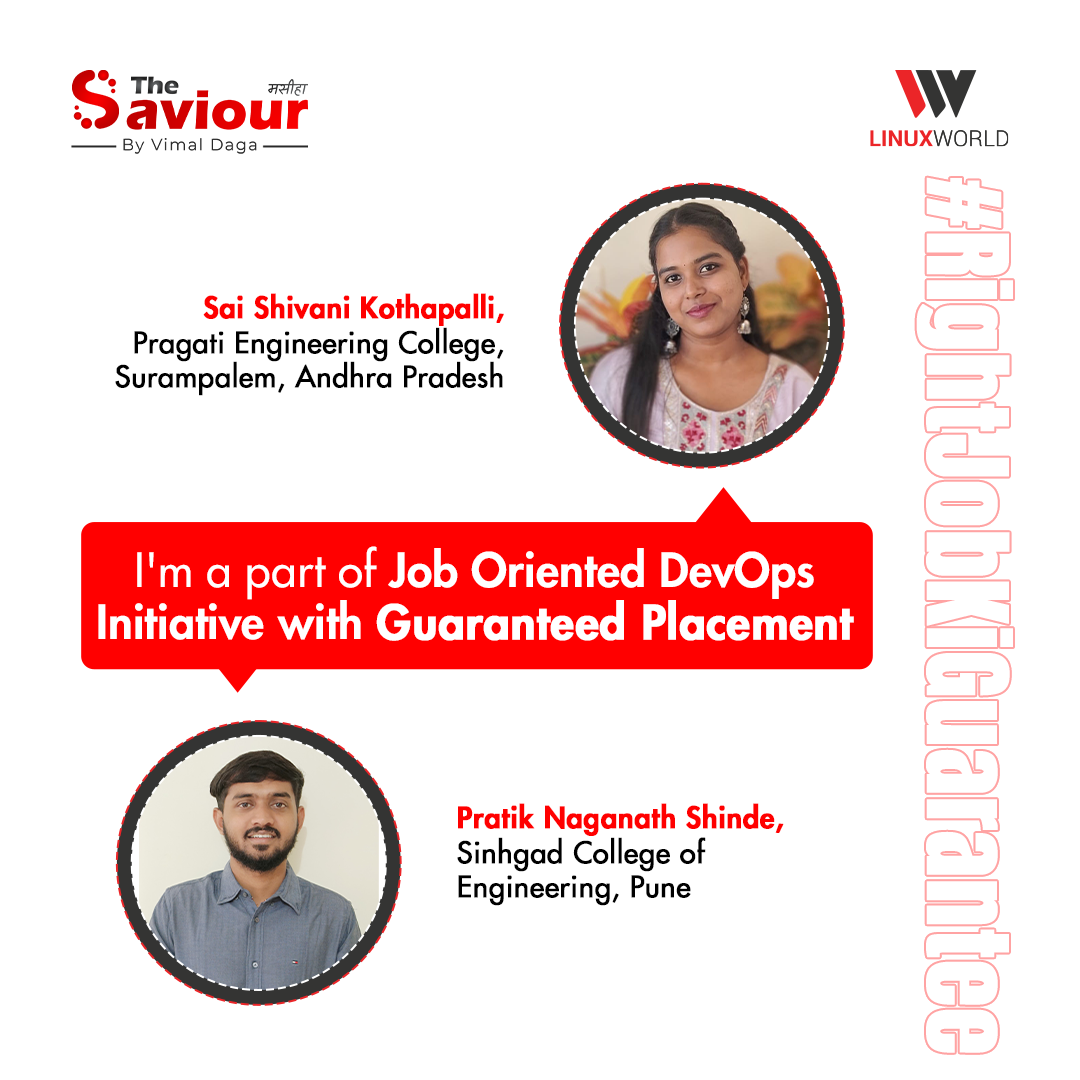 The मसीहा
Saviour
By Vimal Daga
LINUXWORLD
#RightJobKiGuarantee
Sai Shivani Kothapalli,
Pragati Engineering College,
Surampalem, Andhra Pradesh
I'm a part of Job Oriented DevOps
Initiative with Guaranteed Placement
Pratik Naganath Shinde,
Sinhgad College of
Engineering, Pune